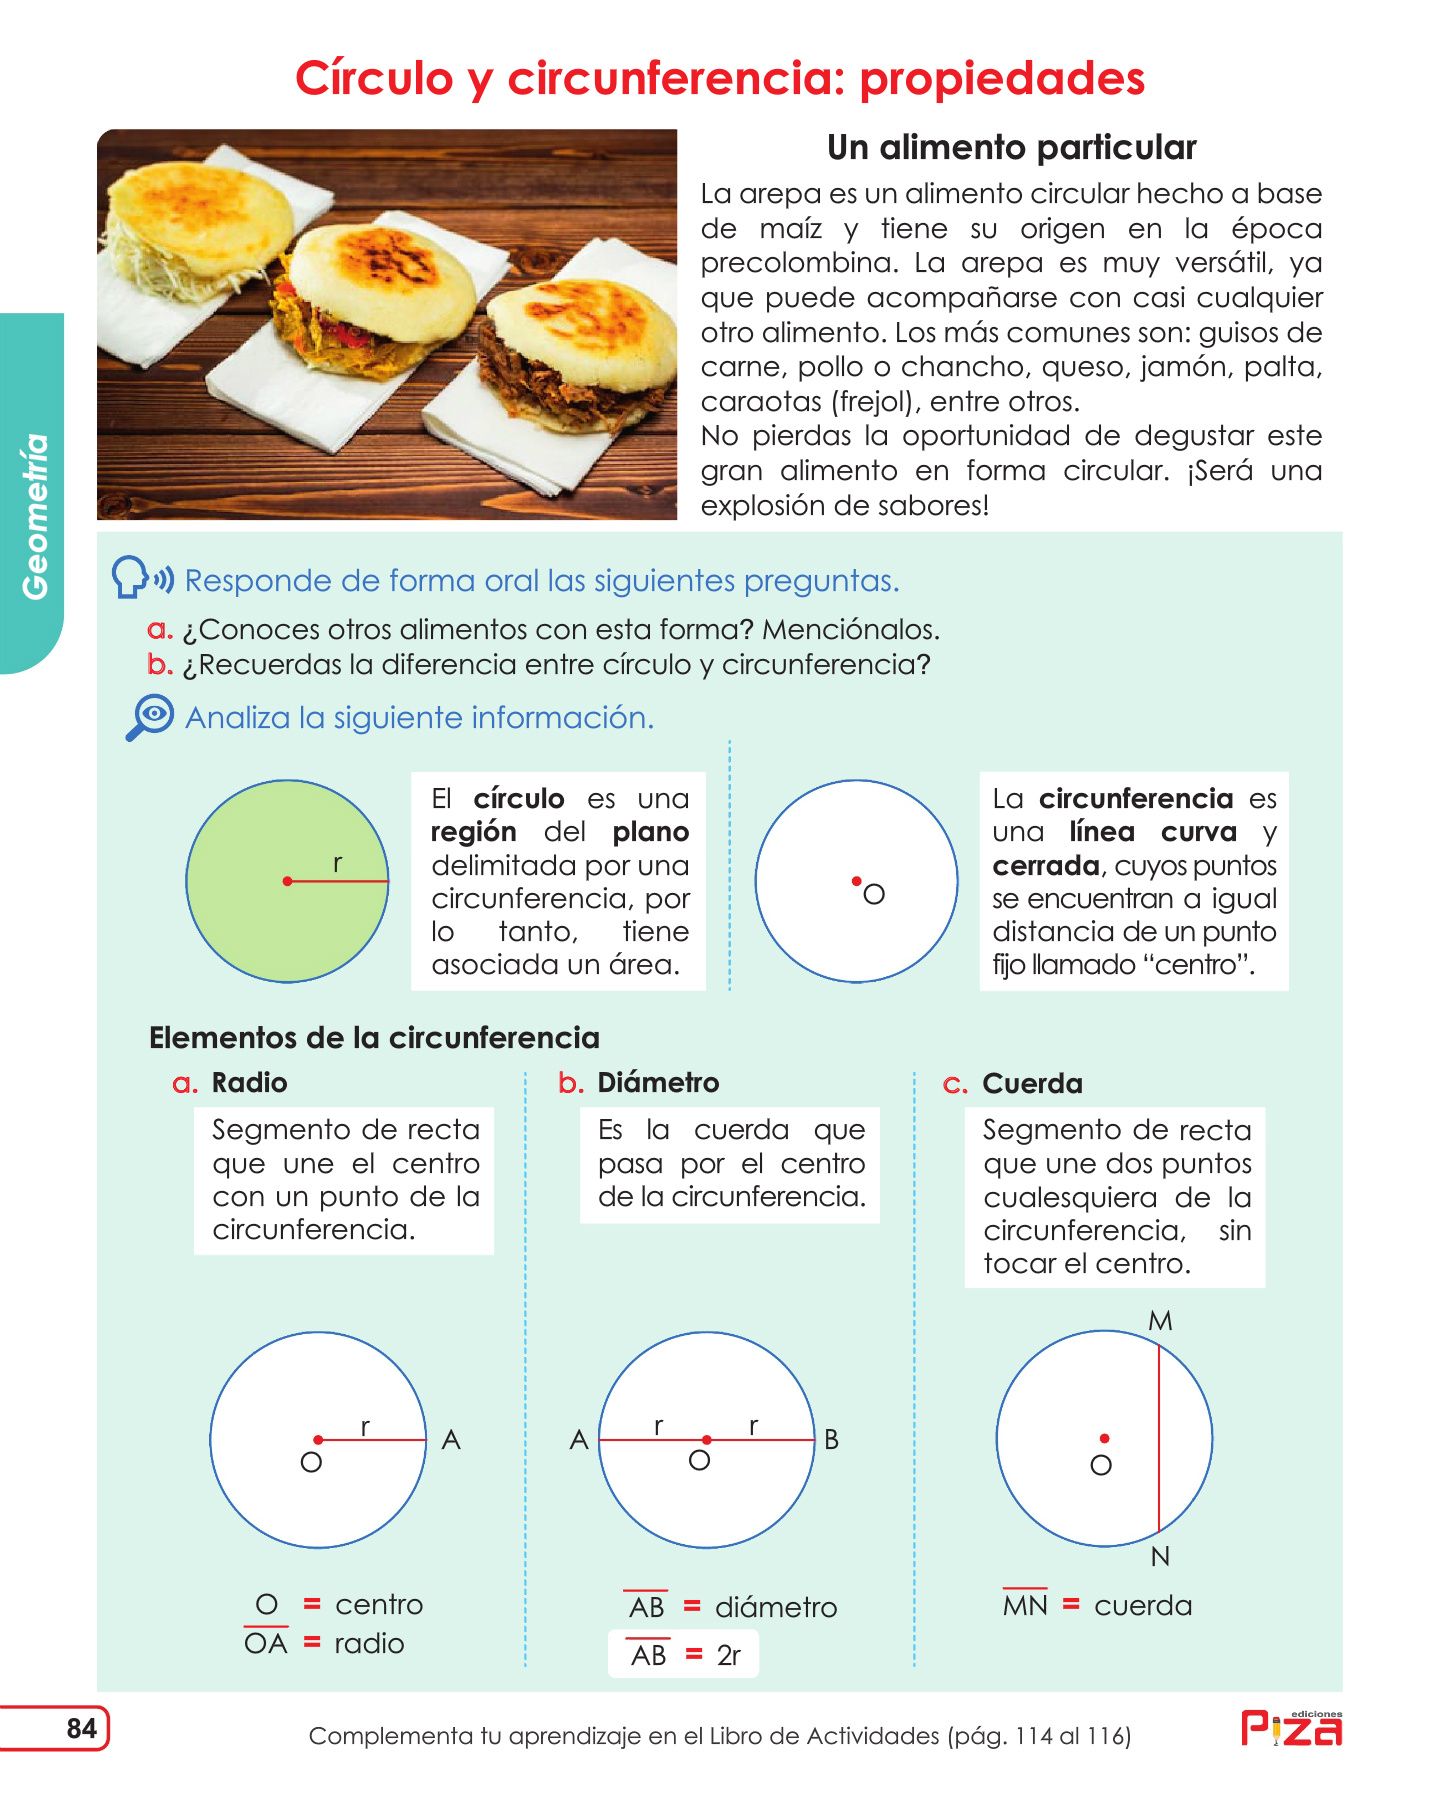 Círculo y circunferencia: propiedades
Un alimento particular
La arepa es un alimento circular hecho a base
de maíz y tiene su origen en la época
precolombina. La arepa es muy versátil, ya
que puede acompañarse con casi cualquier
otro alimento. Los más comunes son: guisos de
carne, pollo o chancho, queso, jamón, palta,
caraotas (frejol), entre otros.
No pierdas la oportunidad de degustar este
gran alimento en forma circular. ¡Será una
explosión de sabores!
Geometría
Responde de forma oral las siguientes preguntas.
a. ¿Conoces otros alimentos con esta forma? Menciónalos.
b. ¿Recuerdas la diferencia entre círculo y circunferencia?
Analiza la siguiente información.
r
El círculo es una
región del plano
delimitada por una
circunferencia, por
lo tanto, tiene
asociada un área.
O
La circunferencia es
una línea curva y
cerrada, cuyos puntos
se encuentran a igual
distancia de un punto
fijo llamado “centro”.
Elementos de la circunferencia
a. Radio
Segmento de recta
que une el centro
con un punto de la
circunferencia.
r
O
A
O = centro
OA = radio
b. Diámetro
Es la cuerda que
pasa por el centro
de la circunferencia.
A
r
r
B
O
AB = diámetro
AB = 2r
c. Cuerda
Segmento de recta
que une dos puntos
cualesquiera de la
circunferencia, sin
tocar el centro.
M
O
N
MN = cuerda
84
Complementa tu aprendizaje en el Libro de Actividades (pág. 114 al 116)
ediciones
Piza